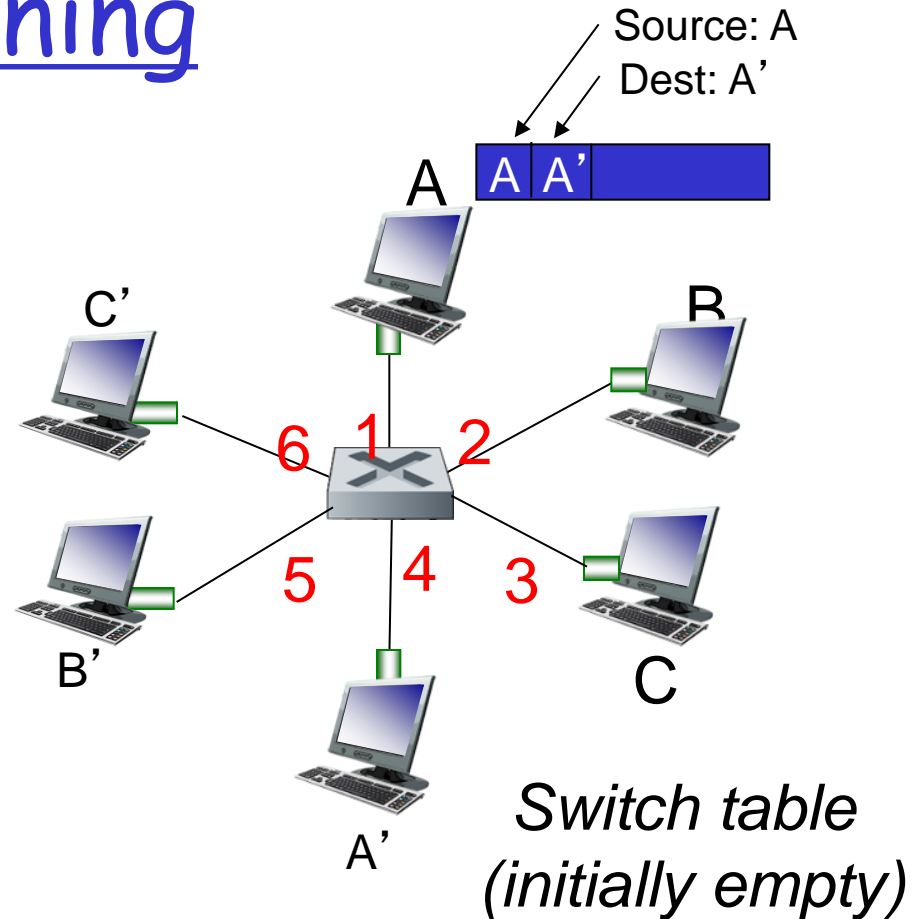 ning
Source: A
Dest: A’
A A’
A
C’
B
1
2
6
5
4
3
B’
C
A’
Switch table
(initially empty)